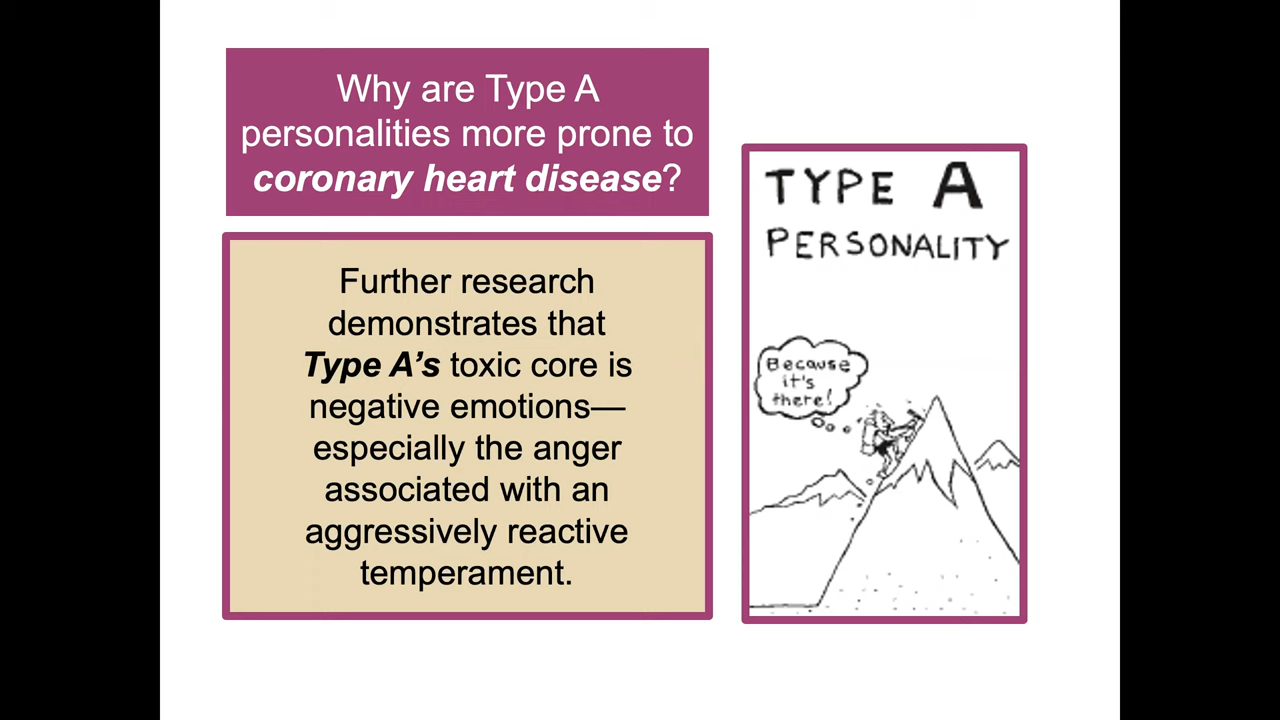 Why are Type A
personalities more prone to
coronary heart disease?
Further research
demonstrates that
Type A’s toxic core is
negative emotions—
especially the anger
associated with an
aggressively reactive
temperament.
TYPE A
PERSONALITY
Because
it's
there!